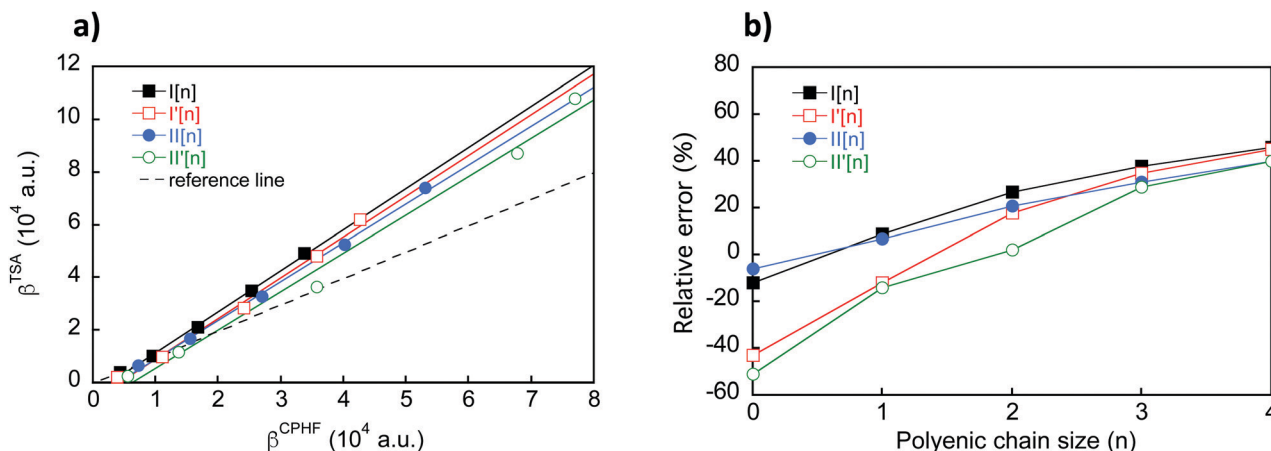 a)
12
10
8
6
4
2
0
β^TSA (10^4 a.u.)
I[n]
I'[n]
II[n]
II'[n]
reference line
0 1 2 3 4 5 6 7 8
β^CPHF (10^4 a.u.)
b)
80
60
40
20
0
-20
-40
-60
Relative error (%)
I[n]
I'[n]
II[n]
II'[n]
0 1 2 3 4
Polyenic chain size (n)